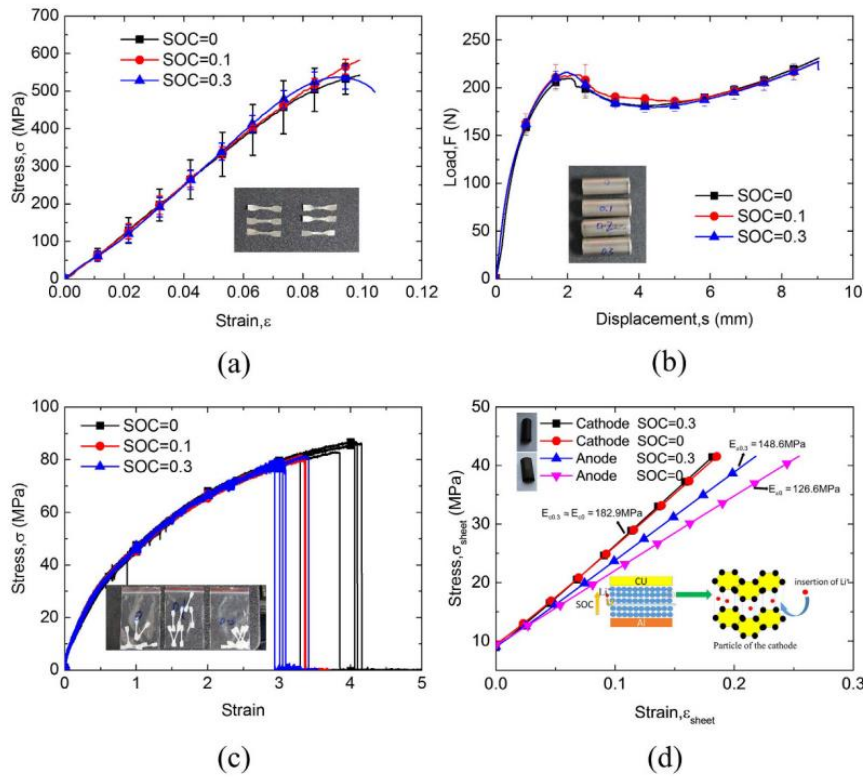 700
600
500
400
300
200
100
0
Stress,σ (MPa)
SOC=0
SOC=0.1
SOC=0.3
0.00 0.02 0.04 0.06 0.08 0.10 0.12
Strain,ε
(a)
250
200
150
100
50
0
Load,F (N)
0.1
0.3
SOC=0
SOC=0.1
SOC=0.3
0 2 4 6 8 10
Displacement,s (mm)
(b)
100
80
60
40
20
0
Stress,σ (MPa)
SOC=0
SOC=0.1
SOC=0.3
0 1 2 3 4 5
Strain
(c)
50
40
30
20
10
0
Stress,σsheet (MPa)
Cathode SOC=0.3
Cathode SOC=0
Anode SOC=0.3
Anode SOC=0
=148.6MPa
=126.6MPa
=182.9MPa
CU
SOC
Al
insertion of Li
Particle of the cathode
0.0 0.1 0.2 0.3
Strain,εsheet
(d)